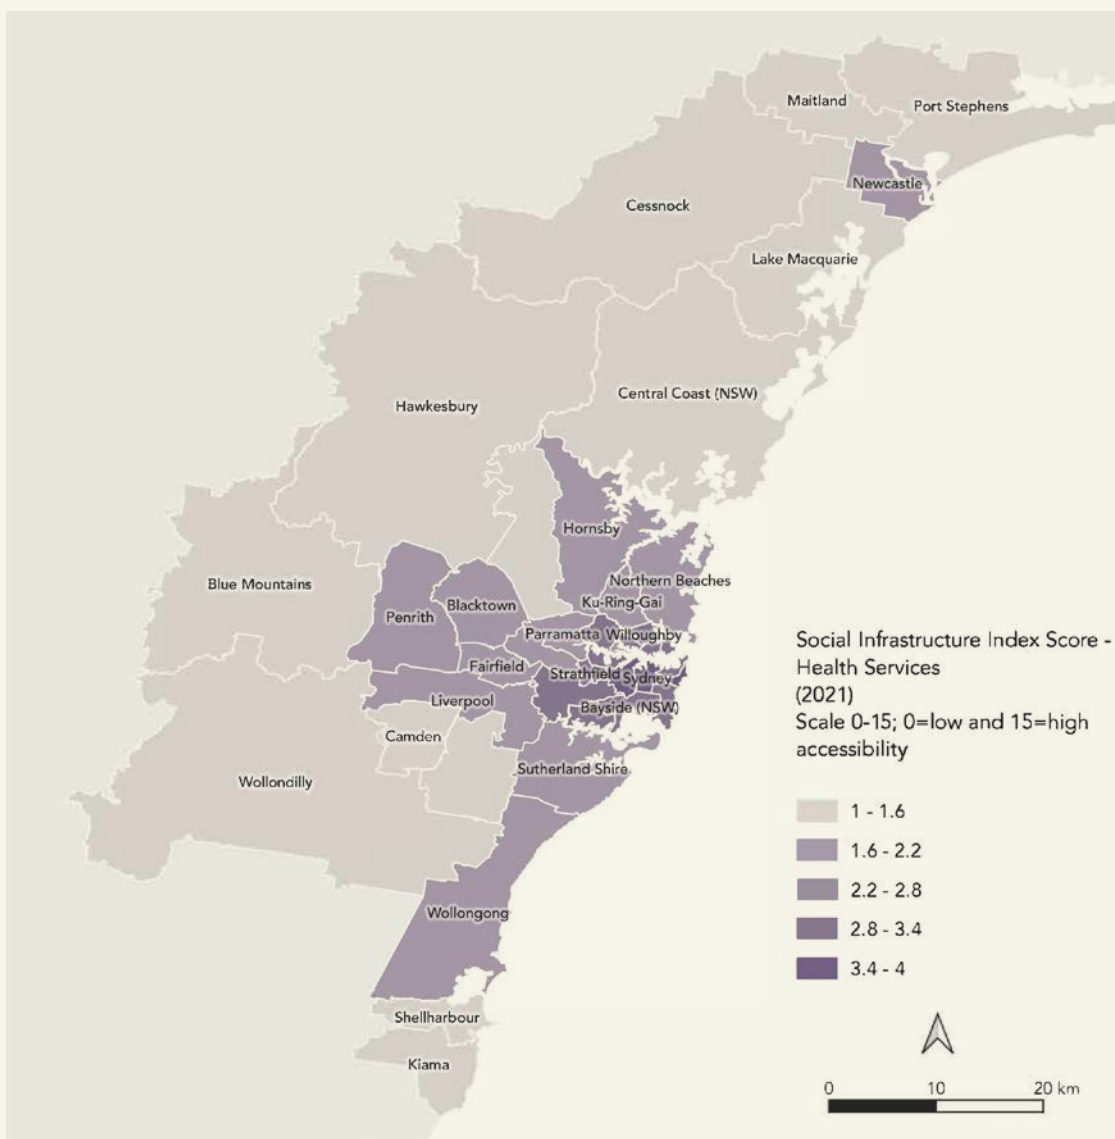 Maitland
Port Stephens
Newcastle
Cessnock
Lake Macquarie
Central Coast (NSW)
Hawkesbury
Hornsby
Blue Mountains
Northern Beaches
Ku-Ring-Gai
Blacktown
Penrith
Parramatta
Willoughby
Fairfield
Strathfield
Sydney
Liverpool
Bayside (NSW)
Camden
Sutherland Shire
Wollondilly
Wollongong
Shellharbour
Kiama
Social Infrastructure Index Score -
Health Services
(2021)
Scale 0-15; 0=low and 15=high
accessibility
1 - 1.6
1.6 - 2.2
2.2 - 2.8
2.8 - 3.4
3.4 - 4
0 10 20 km